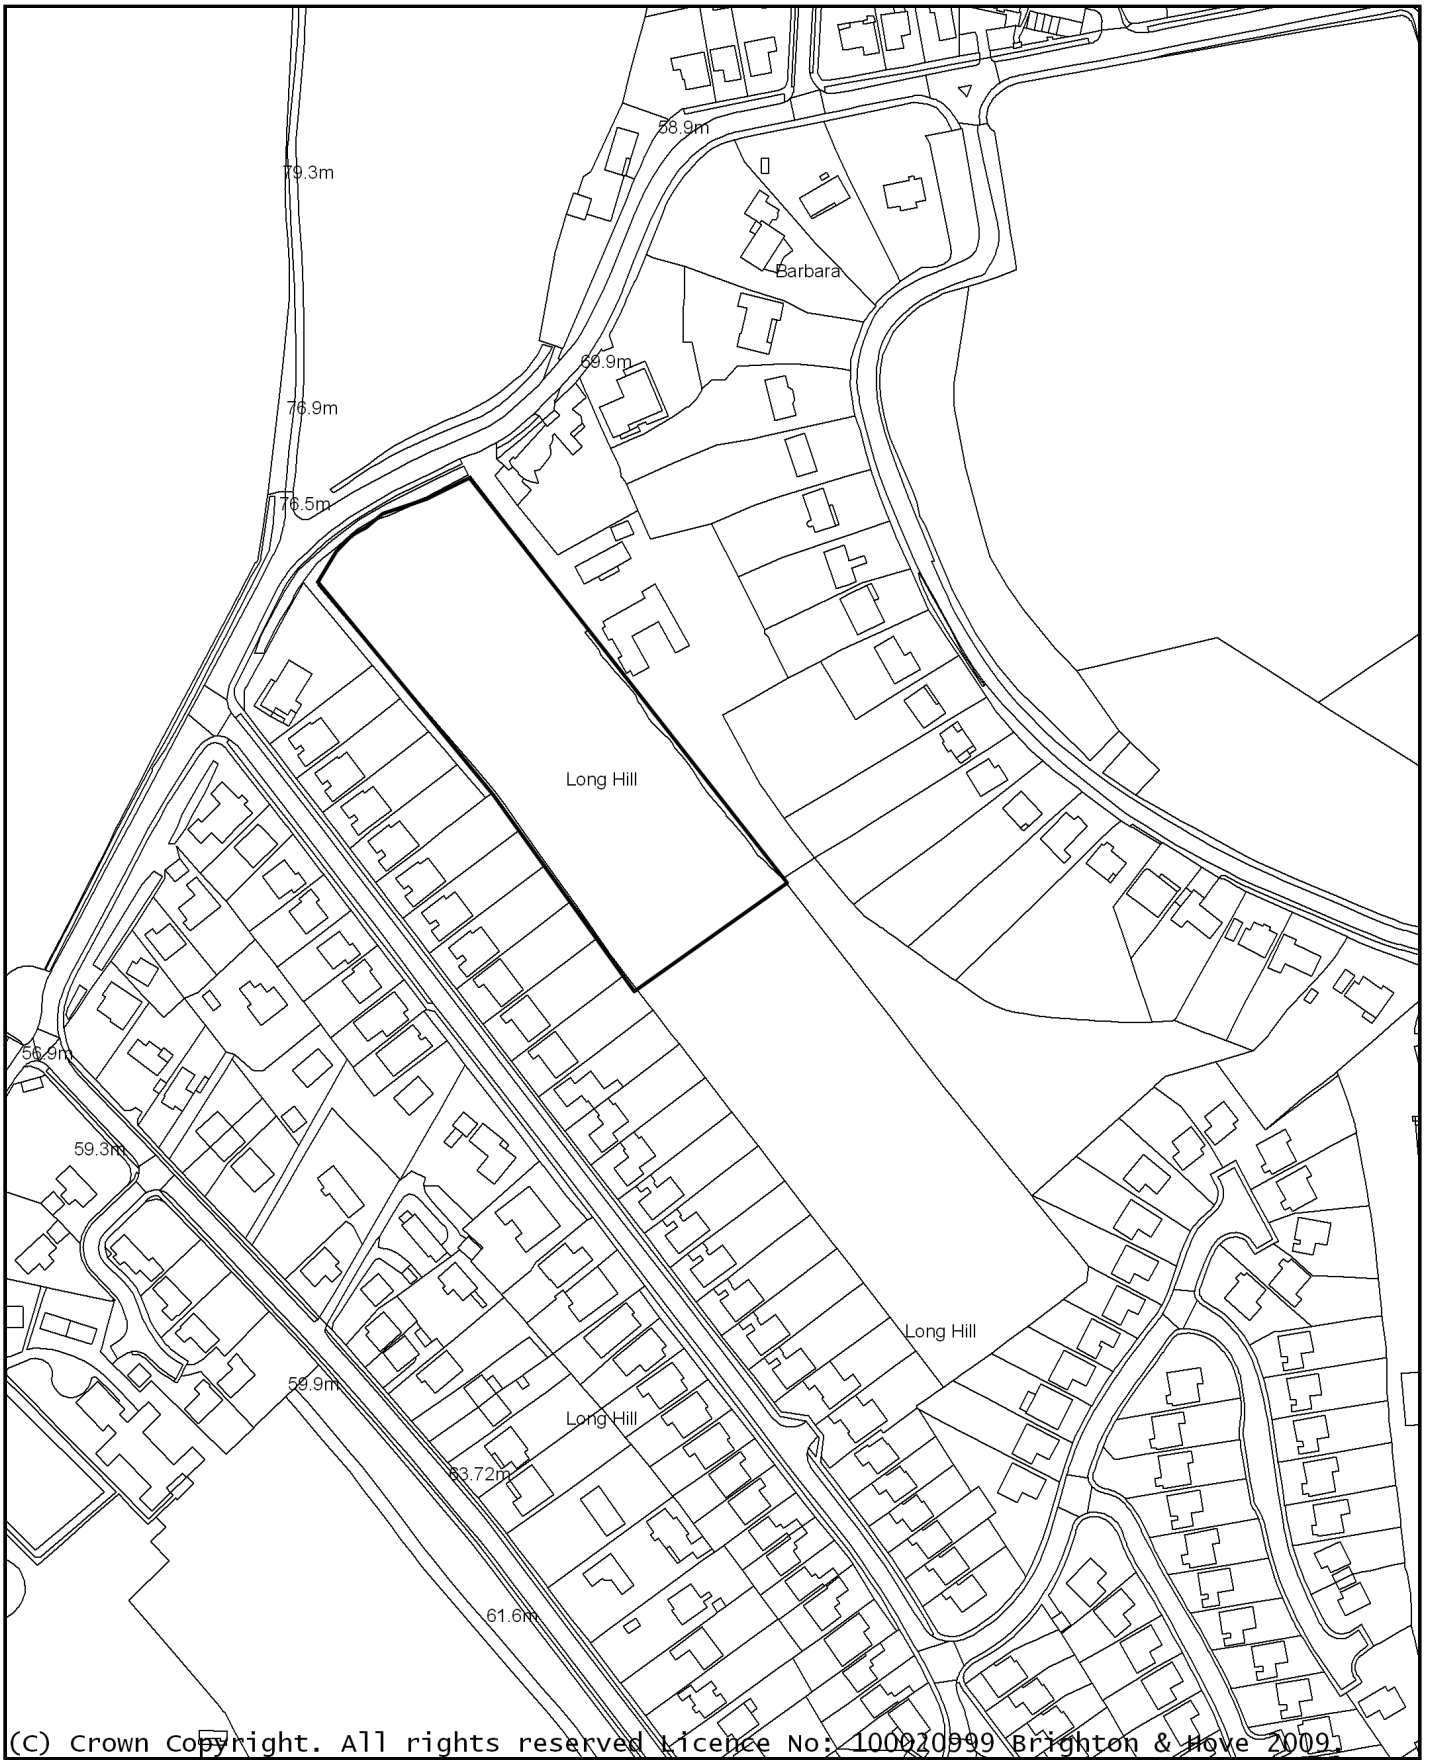 58.9m
79.3m
Barbara
69.9m
76.9m
76.5m
Long Hill
56.9m
59.3m
Long Hill
59.9m
Long Hill
63.72m
61.6m
(C) Crown Copyright. All rights reserved Licence No: 100020999 Brighton & Hove 2009.